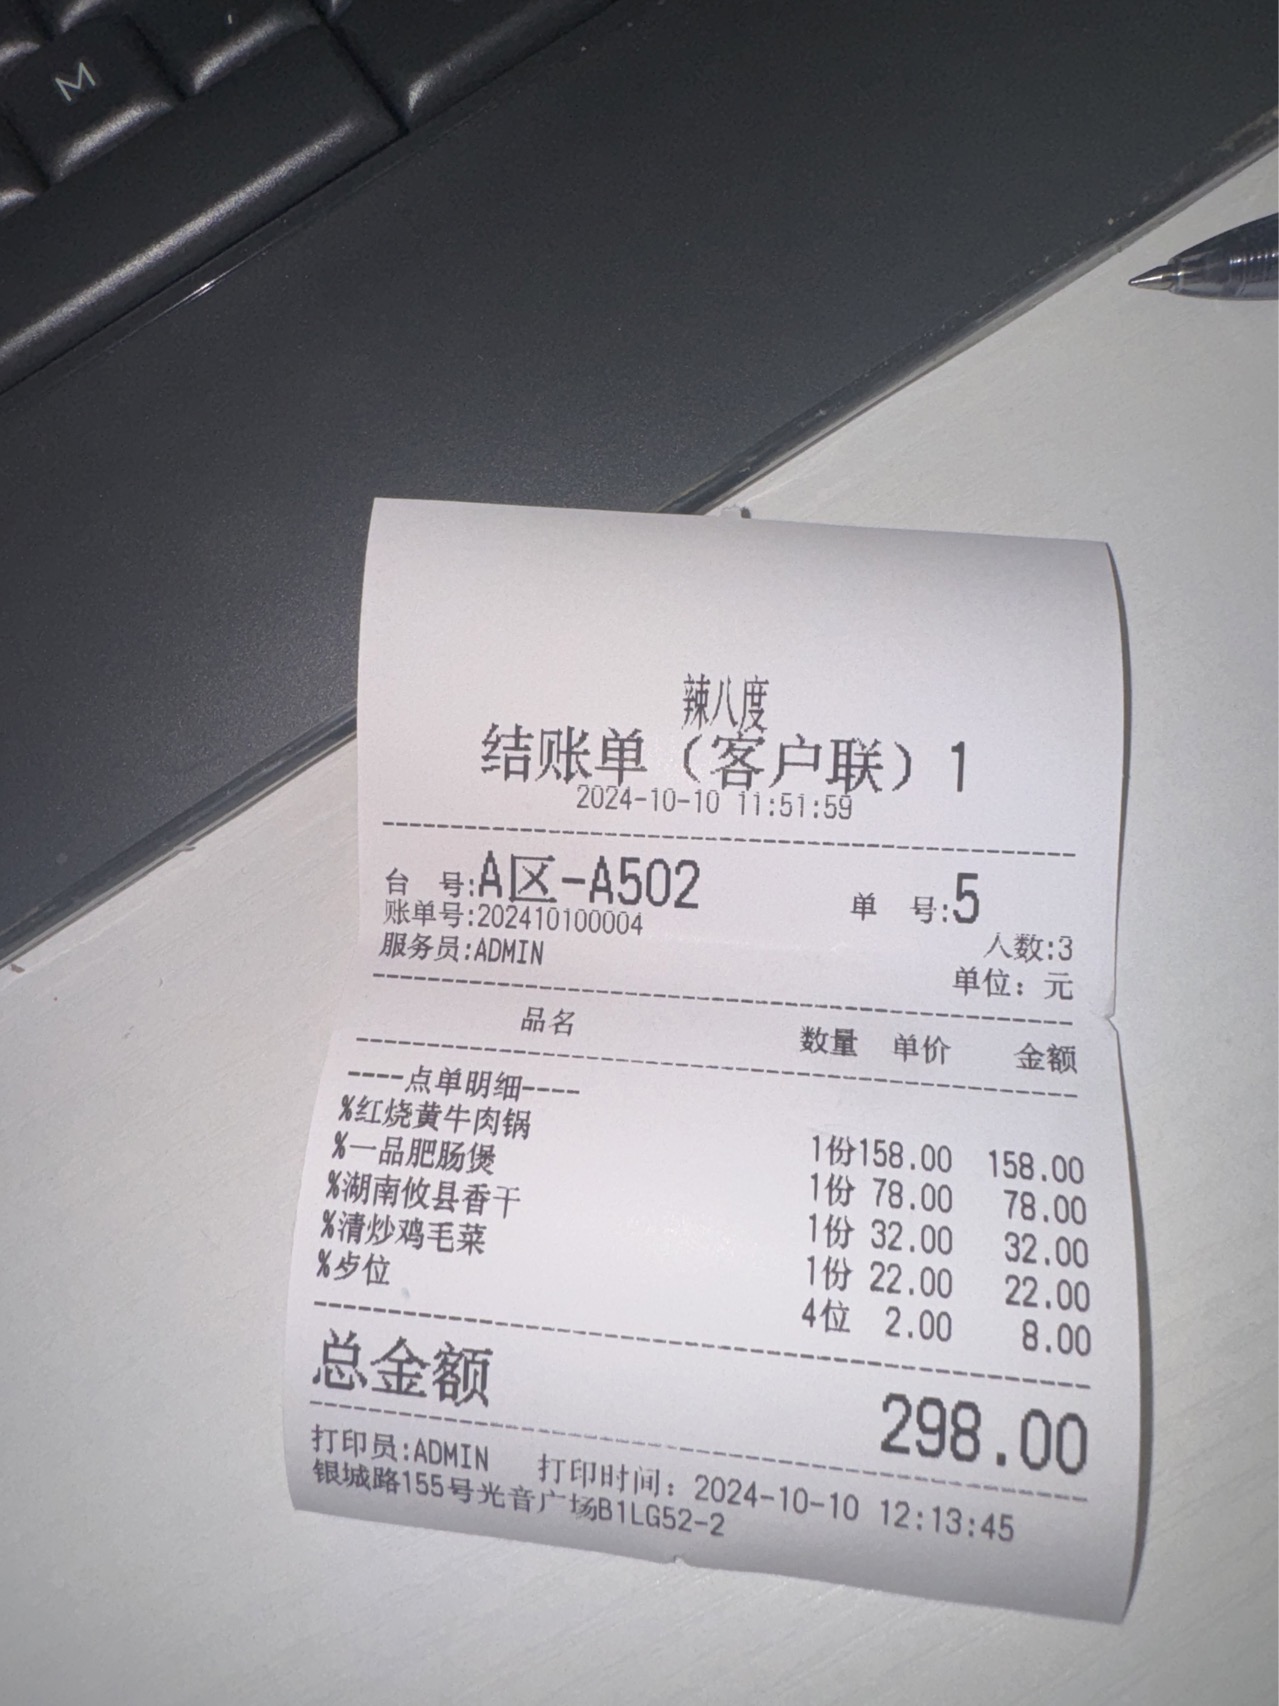 M
辣八度
结账单（客户联）1
2024-10-10 11:51:59
台 号:A区-A502 单 号:5
账单号:202410100004
人数:3
服务员:ADMIN
单位：元
品名 数量 单价 金额
----点单明细----
%红烧黄牛肉锅
1份158.00 158.00
%一品肥肠煲
1份 78.00 78.00
%湖南攸县香干
1份 32.00 32.00
%清炒鸡毛菜
1份 22.00 22.00
%歺位
4位 2.00 8.00
总金额 298.00
打印员:ADMIN 打印时间：2024-10-10 12:13:45
银城路155号光音广场B1LG52-2